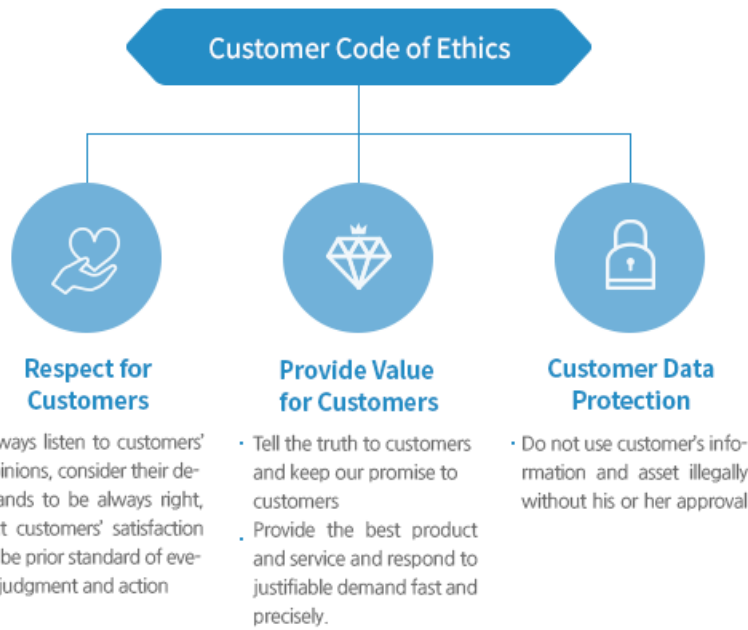 Customer Code of Ethics
Respect for
Customers
ways listen to customers'
inions, consider their de-
ands to be always right,
t customers' satisfaction
be prior standard of eve-
judgment and action
Provide Value
for Customers
· Tell the truth to customers
and keep our promise to
customers
· Provide the best product
and service and respond to
justifiable demand fast and
precisely.
Customer Data
Protection
· Do not use customer's info-
rmation and asset illegally
without his or her approval